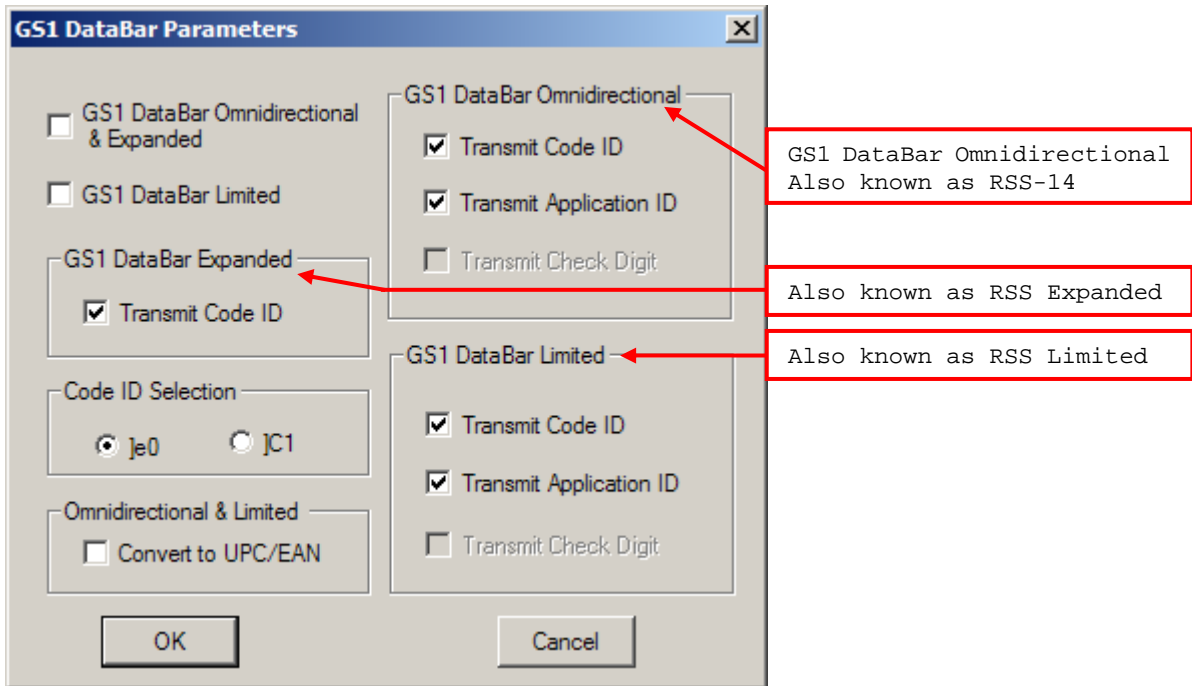 GS1 DataBar Parameters
GS1 DataBar Omnidirectional
& Expanded
GS1 DataBar Limited
GS1 DataBar Expanded
Transmit Code ID
Code ID Selection
]e0
]C1
Omnidirectional & Limited
Convert to UPC/EAN
GS1 DataBar Omnidirectional
Transmit Code ID
Transmit Application ID
Transmit Check Digit
GS1 DataBar Limited
Transmit Code ID
Transmit Application ID
Transmit Check Digit
OK
Cancel
GS1 DataBar Omnidirectional
Also known as RSS-14
Also known as RSS Expanded
Also known as RSS Limited